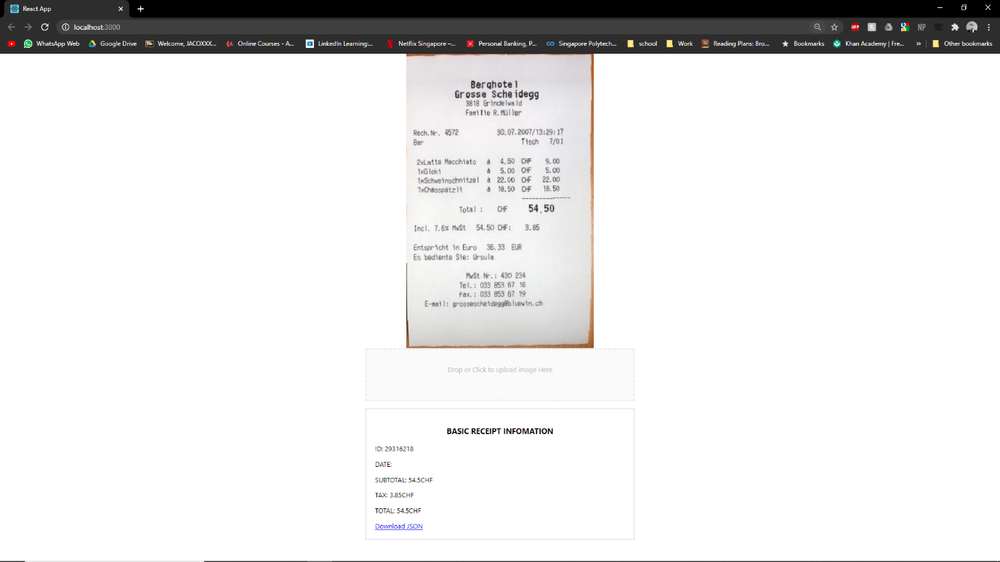 React App
localhost:3000
ABP
NP
WhatsApp Web Google Drive Welcome, JACOXXX... Online Courses - A... LinkedIn Learning:... Netflix Singapore –... Personal Banking, P... Singapore Polytech... school Work Reading Plans: Bro... Bookmarks Khan Academy | Fre... » Other bookmarks
Berghotel
Grosse Scheidegg
3818 Grindelwald
Familie R.Müller
Rech.Nr. 4572 30.07.2007/13:29:17
Bar Tisch 7/01
2xLatte Macchiato à 4.50 CHF 9.00
1xGloki à 5.00 CHF 5.00
1xSchweinschnitzel à 22.00 CHF 22.00
1xChässpätzli à 18.50 CHF 18.50
Total: CHF 54.50
Incl. 7.6% MwSt 54.50 CHF: 3.85
Entspricht in Euro 36.33 EUR
Es bediente Sie: Ursula
MwSt Nr.: 430 234
Tel.: 033 853 67 16
Fax.: 033 853 67 19
E-mail: grossescheidegg@bluewin.ch
Drop or Click to upload image Here
BASIC RECEIPT INFOMATION
ID: 29316218
DATE:
SUBTOTAL: 54.5CHF
TAX: 3.85CHF
TOTAL: 54.5CHF
Download JSON